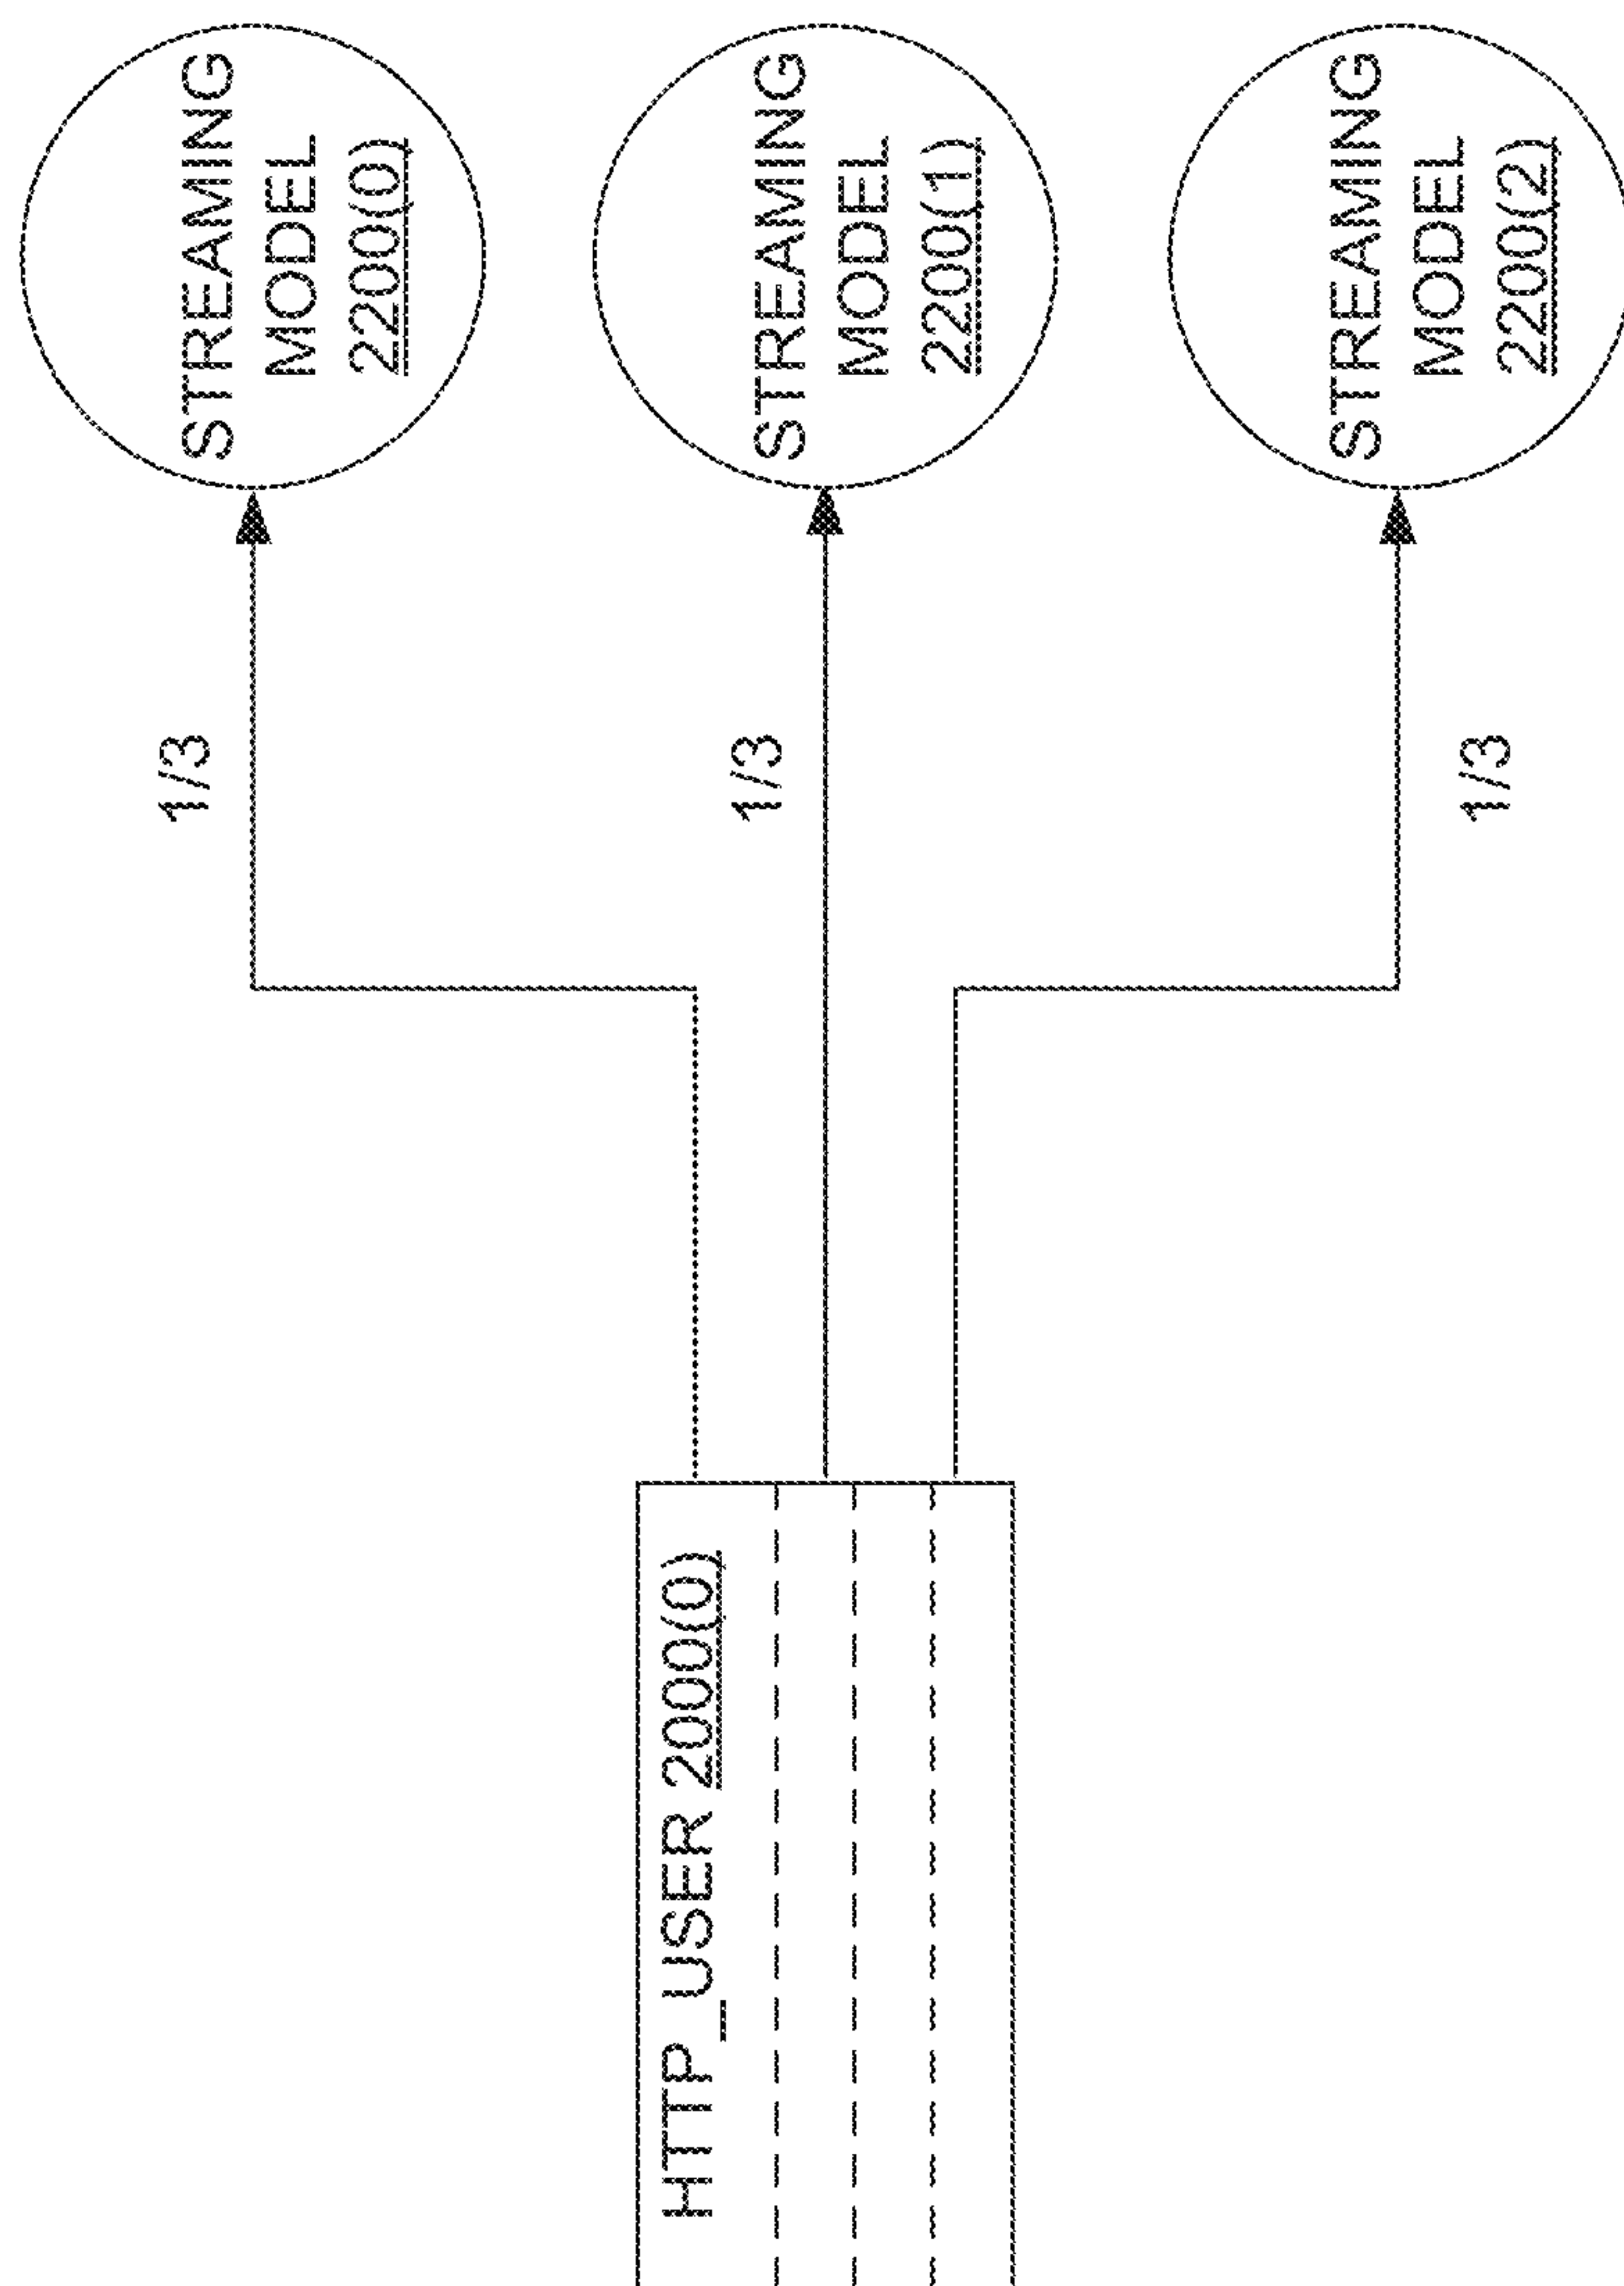 STREAMING
MODEL
2200(0)
1/3
STREAMING
MODEL
2200(1)
1/3
HTTP_USER 2000(0)
STREAMING
MODEL
2200(2)
1/3